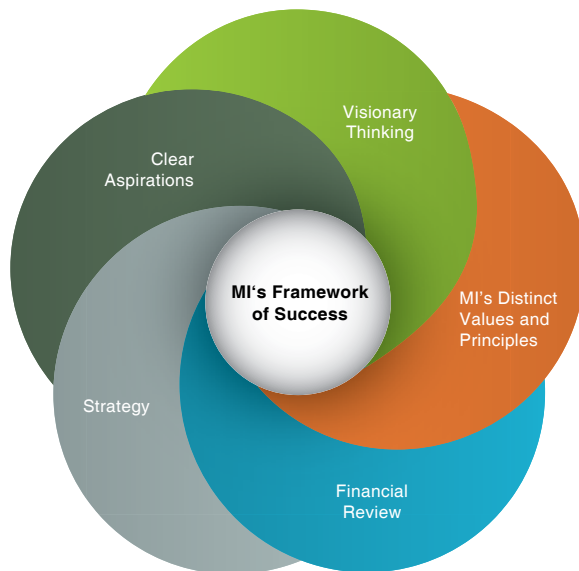 Visionary
Thinking
Clear
Aspirations
MI‘s Framework
of Success
MI’s Distinct
Values and
Principles
Strategy
Financial
Review